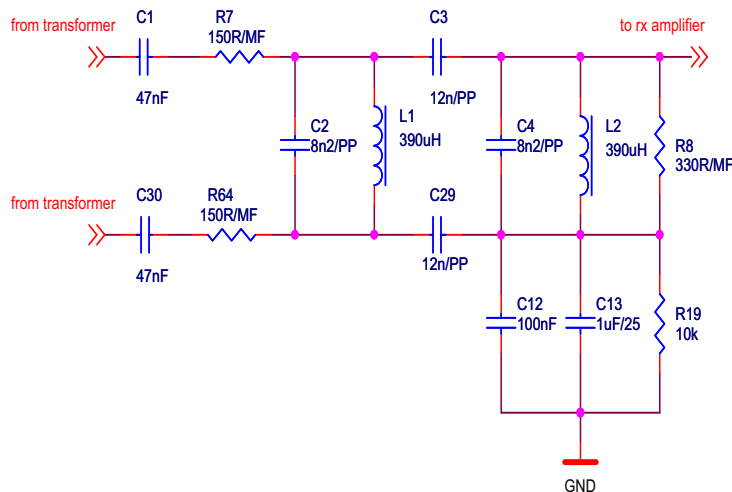 from transformer
C1
R7
150R/MF
47nF
C3
12n/PP
to rx amplifier
C2
8n2/PP
L1
390uH
C4
8n2/PP
L2
390uH
R8
330R/MF
from transformer
C30
R64
150R/MF
47nF
C29
12n/PP
C12
100nF
C13
1uF/25
R19
10k
GND